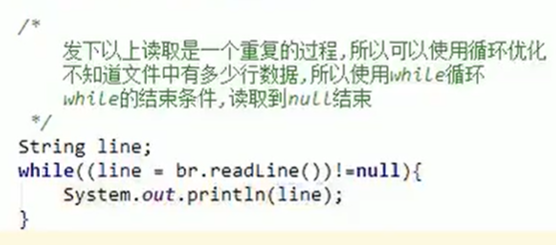 /*
发下以上读取是一个重复的过程,所以可以使用循环优化
不知道文件中有多少行数据,所以使用while循环
while的结束条件,读取到null结束
*/
String line;
while((line = br.readLine())!=null){
System.out.println(line);
}